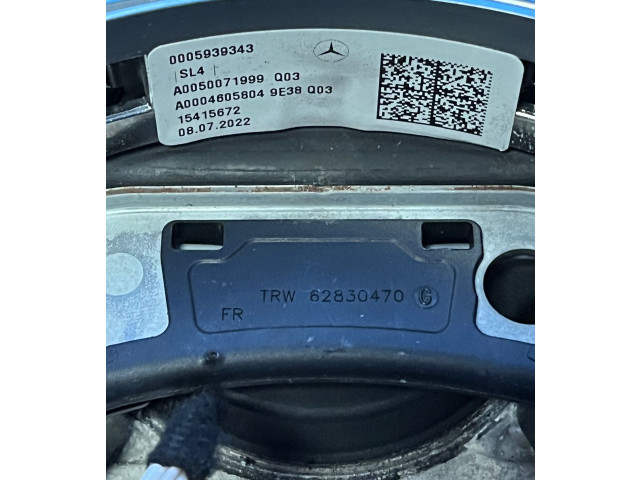 0005939343
|SL4 |
A0050071999 Q03
A0004605804 9E38 Q03
15415672
08.07.2022
TRW 62830470 G
FR